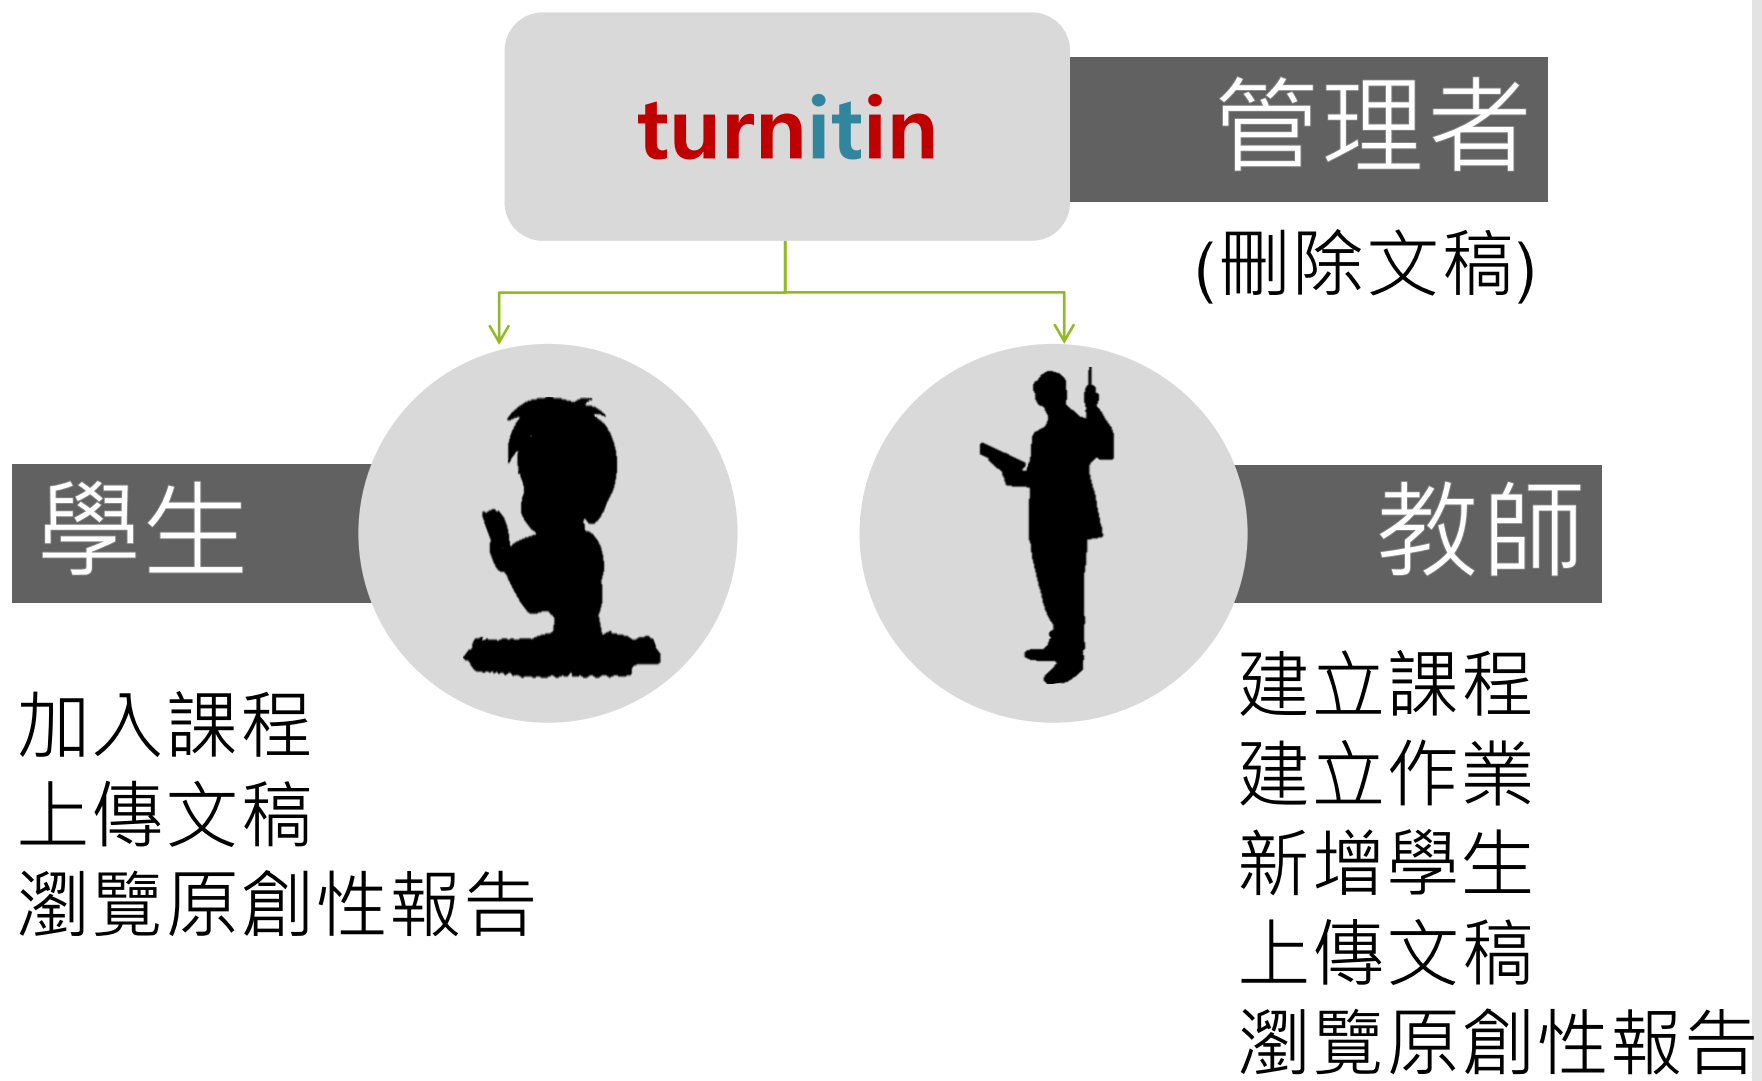 turnitin
管理者
(刪除文稿)
學生
加入課程
上傳文稿
瀏覽原創性報告
教師
建立課程
建立作業
新增學生
上傳文稿
瀏覽原創性報告